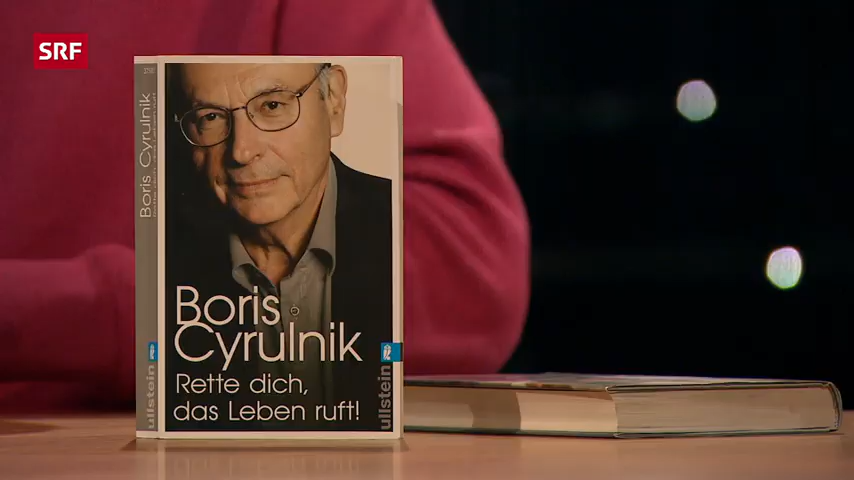 SRF
Boris Cyrulnik
Boris
Cyrulnik
Rette dich,
das Leben ruft!
ullstein
ullstein